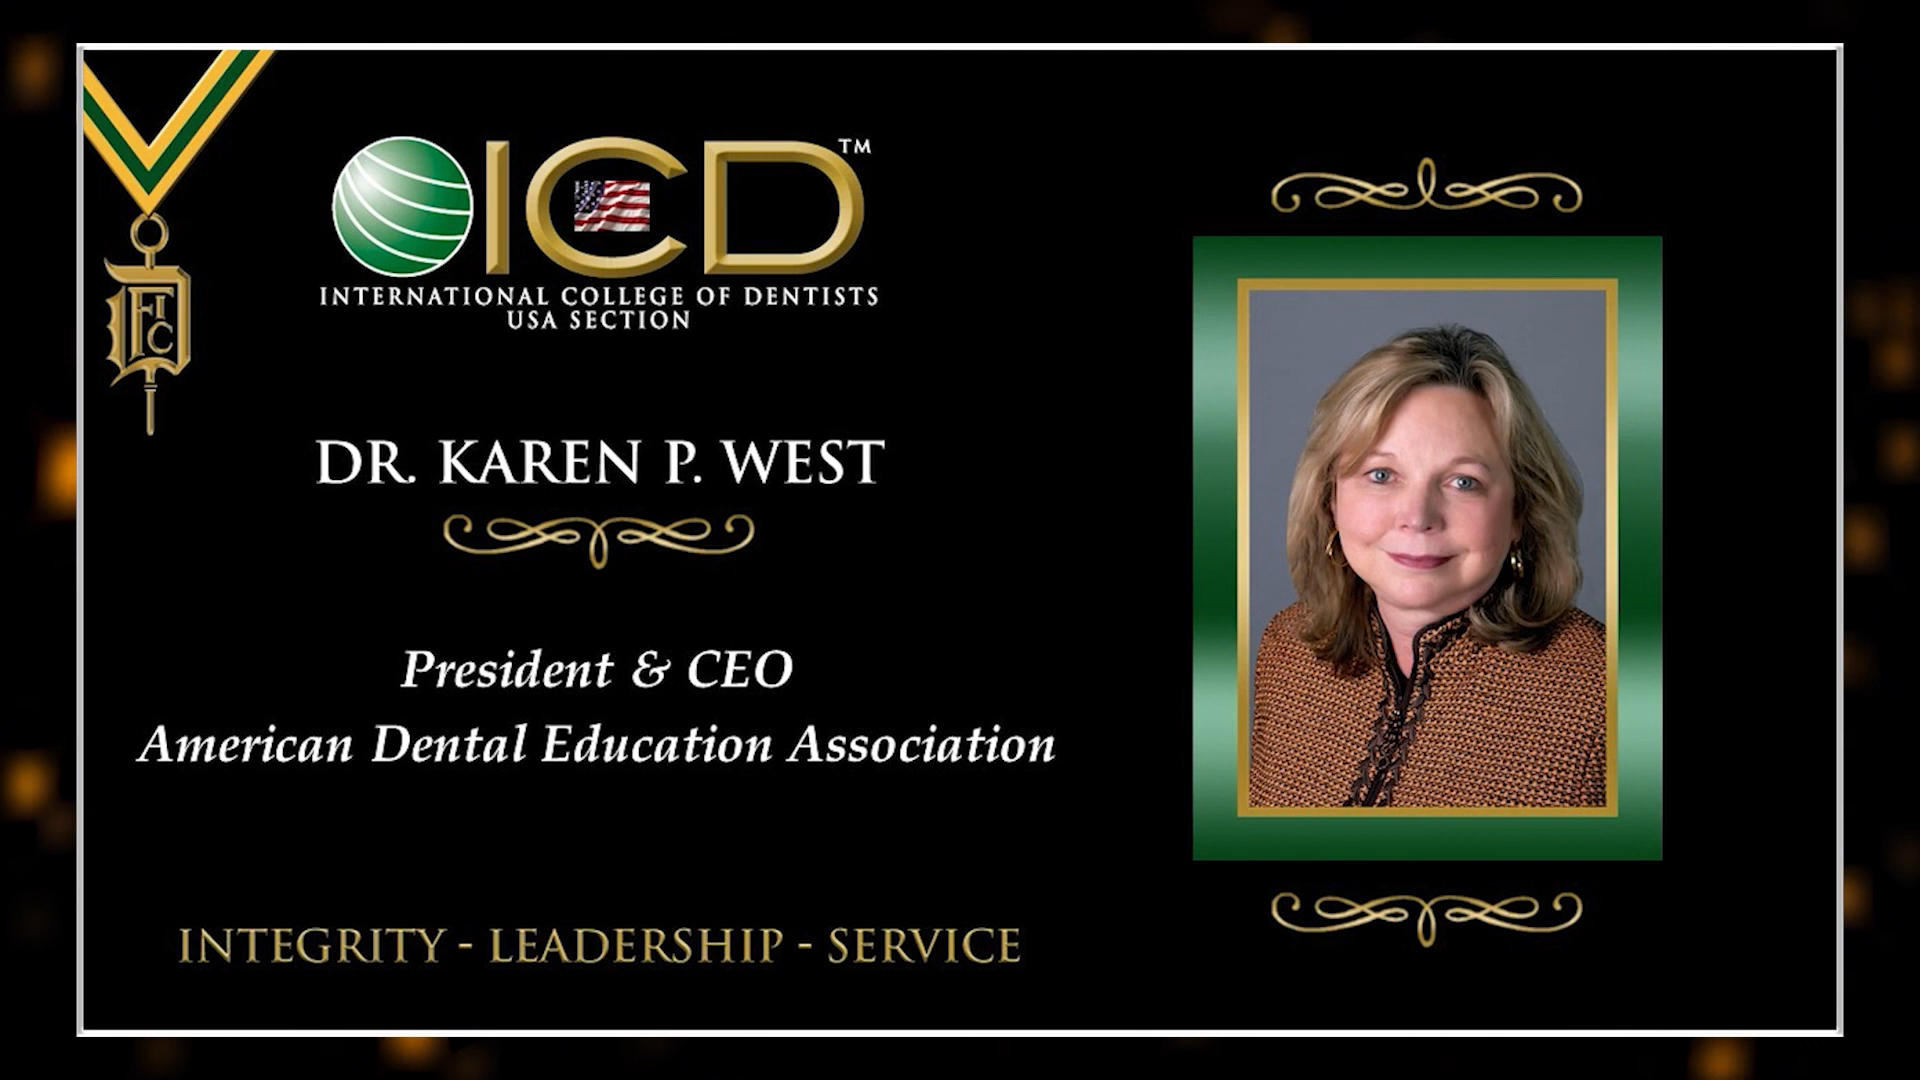 ICD™
INTERNATIONAL COLLEGE OF DENTISTS
USA SECTION
DR. KAREN P. WEST
President & CEO
American Dental Education Association
INTEGRITY - LEADERSHIP - SERVICE